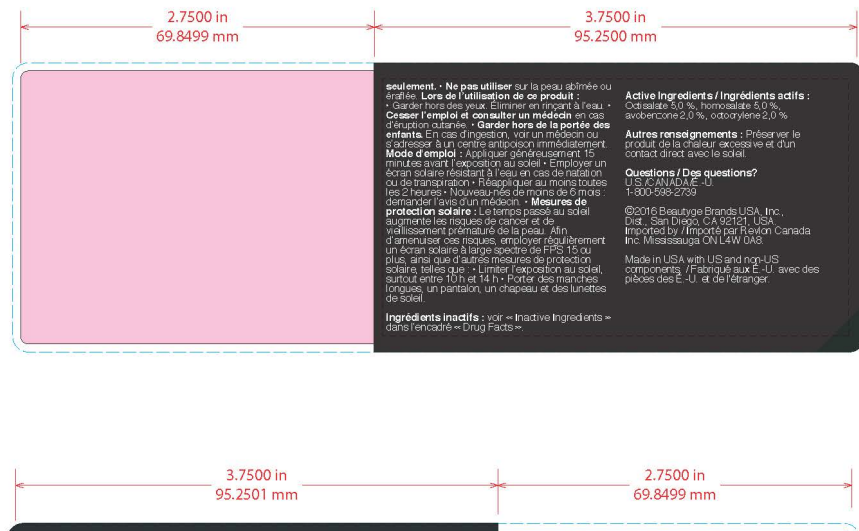 2.7500 in
69.8499 mm
3.7500 in
95.2500 mm
seulement. • Ne pas utiliser sur la peau abîmée ou
éraflée. Lors de l'utilisation de ce produit :
• Garder hors des yeux. Éliminer en rinçant à l'eau. •
Cesser l'emploi et consulter un médecin en cas
d'éruption cutanée. • Garder hors de la portée des
enfants. En cas d'ingestion, voir un médecin ou
s'adresser à un centre antipoison immédiatement.
Mode d'emploi : Appliquer généreusement 15
minutes avant l'exposition au soleil • Employer un
écran solaire résistant à l'eau en cas de natation
ou de transpiration • Réappliquer au moins toutes
les 2 heures • Nouveau-nés de moins de 6 mois :
demander l'avis d'un médecin. • Mesures de
protection solaire : Le temps passé au soleil
augmente les risques de cancer et de
vieillissement prématuré de la peau. Afin
d'amenuiser ces risques, employer régulièrement
un écran solaire à large spectre de FPS 15 ou
plus, ainsi que d'autres mesures de protection
solaire, telles que : • Limiter l'exposition au soleil,
surtout entre 10 h et 14 h • Porter des manches
longues, un pantalon, un chapeau et des lunettes
de soleil.
Ingrédients inactifs : voir « Inactive Ingredients »
dans l'encadré « Drug Facts ».
Active Ingredients / Ingrédients actifs :
Octisalate 5,0 %, homosalate 5,0 %,
avobenzone 2,0 %, octocrylene 2,0 %
Autres renseignements : Préserver le
produit de la chaleur excessive et d'un
contact direct avec le soleil.
Questions / Des questions?
U.S./CANADA/É.-U.
1-800-598-2739
©2016 Beautyge Brands USA, Inc.,
Dist., San Diego, CA 92121, USA.
Imported by / Importé par Revlon Canada
Inc. Mississauga ON L4W 0A8.
Made in USA with US and non-US
components. / Fabriqué aux É.-U. avec des
pièces des É.-U. et de l'étranger.
3.7500 in
95.2501 mm
2.7500 in
69.8499 mm